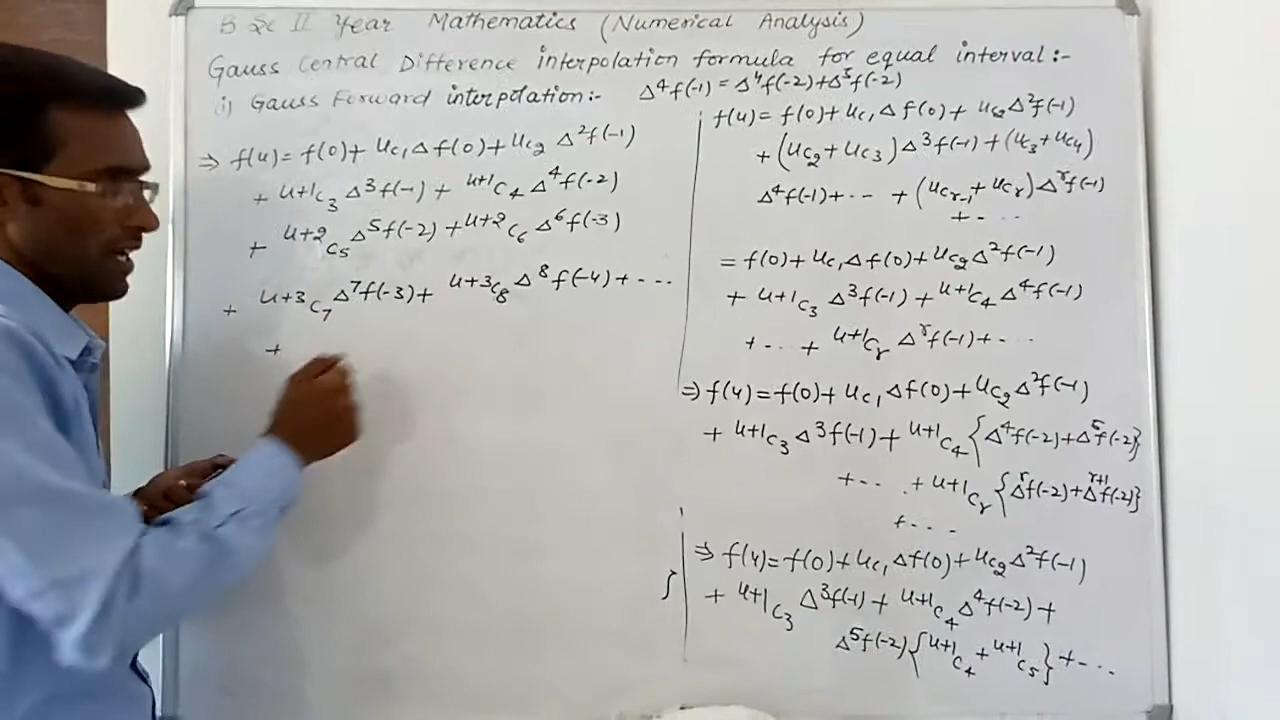 B Sc II Year Mathematics (Numerical Analysis)
Gauss Central Difference interpolation formula for equal interval:-
i) Gauss Forward interpolation:- Δ⁴f(-1) = Δ⁴f(-2)+Δ⁵f(-2)
⇒ f(u) = f(0) + ᵘc₁ Δf(0) + ᵘc₂ Δ²f(-1)
+ ᵘ⁺¹c₃ Δ³f(-1) + ᵘ⁺¹c₄ Δ⁴f(-2)
+ ᵘ⁺²c₅ Δ⁵f(-2) + ᵘ⁺²c₆ Δ⁶f(-3)
+ ᵘ⁺³c₇ Δ⁷f(-3) + ᵘ⁺³c₈ Δ⁸f(-4) + ...
+
f(u) = f(0) + ᵘc₁ Δf(0) + ᵘc₂ Δ²f(-1)
+ (ᵘc₂ + ᵘc₃) Δ³f(-1) + (ᵘ₃ + ᵘc₄)
Δ⁴f(-1) + ... + (ᵘcᵣ₋₁ + ᵘcᵣ) Δʳf(-1)
+ ...
= f(0) + ᵘc₁ Δf(0) + ᵘc₂ Δ²f(-1)
+ ᵘ⁺¹c₃ Δ³f(-1) + ᵘ⁺¹c₄ Δ⁴f(-1)
+ ... + ᵘ⁺¹cᵣ Δʳf(-1) + ...
⇒ f(u) = f(0) + ᵘc₁ Δf(0) + ᵘc₂ Δ²f(-1)
+ ᵘ⁺¹c₃ Δ³f(-1) + ᵘ⁺¹c₄ {Δ⁴f(-2) + Δ⁵f(-2)}
+ ... + ᵘ⁺¹cᵣ {Δʳf(-2) + Δʳ⁺¹f(-2)}
+ ...
} ⇒ f(u) = f(0) + ᵘc₁ Δf(0) + ᵘc₂ Δ²f(-1)
+ ᵘ⁺¹c₃ Δ³f(-1) + ᵘ⁺¹c₄ Δ⁴f(-2) +
Δ⁵f(-2) {ᵘ⁺¹c₄ + ᵘ⁺¹c₅} + ...